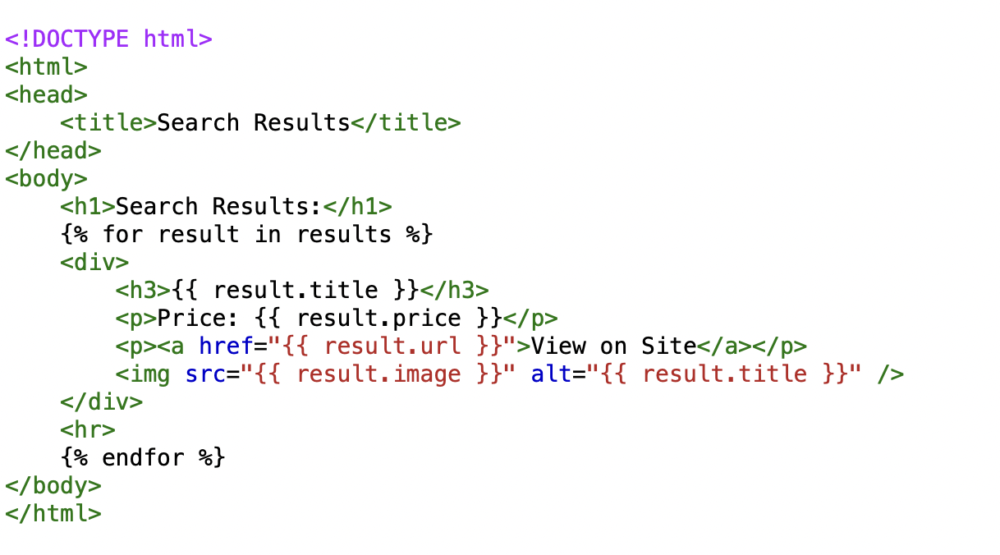 <!DOCTYPE html>
<html>
<head>
    <title>Search Results</title>
</head>
<body>
    <h1>Search Results:</h1>
    {% for result in results %}
    <div>
        <h3>{{ result.title }}</h3>
        <p>Price: {{ result.price }}</p>
        <p><a href="{{ result.url }}">View on Site</a></p>
        <img src="{{ result.image }}" alt="{{ result.title }}" />
    </div>
    <hr>
    {% endfor %}
</body>
</html>